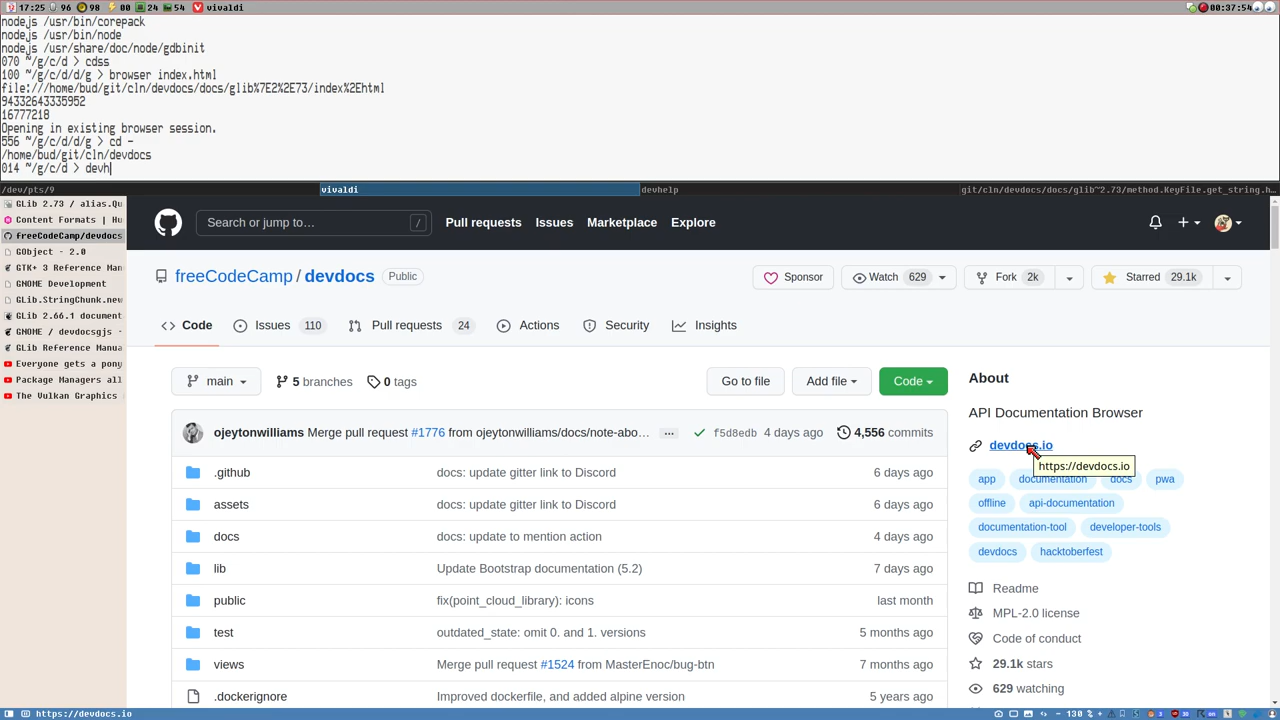 17:25 96 98 00 24 54 vivaldi 00:37:54
nodejs /usr/bin/corepack
nodejs /usr/bin/node
nodejs /usr/share/doc/node/gdbinit
070 ~/g/c/d > cdss
100 ~/g/c/d/d/g > browser index.html
file:///home/bud/git/cln/devdocs/docs/glib%7E2%2E73/index%2Ehtml
94332643335952
16777218
Opening in existing browser session.
556 ~/g/c/d/d/g > cd -
/home/bud/git/cln/devdocs
014 ~/g/c/d > devh
/dev/pts/9 vivaldi devhelp git/cln/devdocs/docs/glib~2.73/method.KeyFile.get_string.h...
GLib 2.73 / alias.Qu
Content Formats | Hu
freeCodeCamp/devdocs
GObject - 2.0
GTK+ 3 Reference Man
GNOME Development
GLib.StringChunk.new
GLib 2.66.1 document
GNOME / devdocsgjs -
GLib Reference Manua
Everyone gets a pony
Package Managers all
The Vulkan Graphics
Search or jump to... / Pull requests Issues Marketplace Explore
freeCodeCamp / devdocs Public
Sponsor Watch 629 Fork 2k Starred 29.1k
Code Issues 110 Pull requests 24 Actions Security Insights
main 5 branches 0 tags Go to file Add file Code
ojeytonwilliams Merge pull request #1776 from ojeytonwilliams/docs/note-abo... ... f5d8edb 4 days ago 4,556 commits
.github docs: update gitter link to Discord 6 days ago
assets docs: update gitter link to Discord 6 days ago
docs docs: update to mention action 4 days ago
lib Update Bootstrap documentation (5.2) 7 days ago
public fix(point_cloud_library): icons last month
test outdated_state: omit 0. and 1. versions 5 months ago
views Merge pull request #1524 from MasterEnoc/bug-btn 7 months ago
.dockerignore Improved dockerfile, and added alpine version 5 years ago
About
API Documentation Browser
devdocs.io
https://devdocs.io
app documentation docs pwa
offline api-documentation
documentation-tool developer-tools
devdocs hacktoberfest
Readme
MPL-2.0 license
Code of conduct
29.1k stars
629 watching
https://devdocs.io - 130 % +